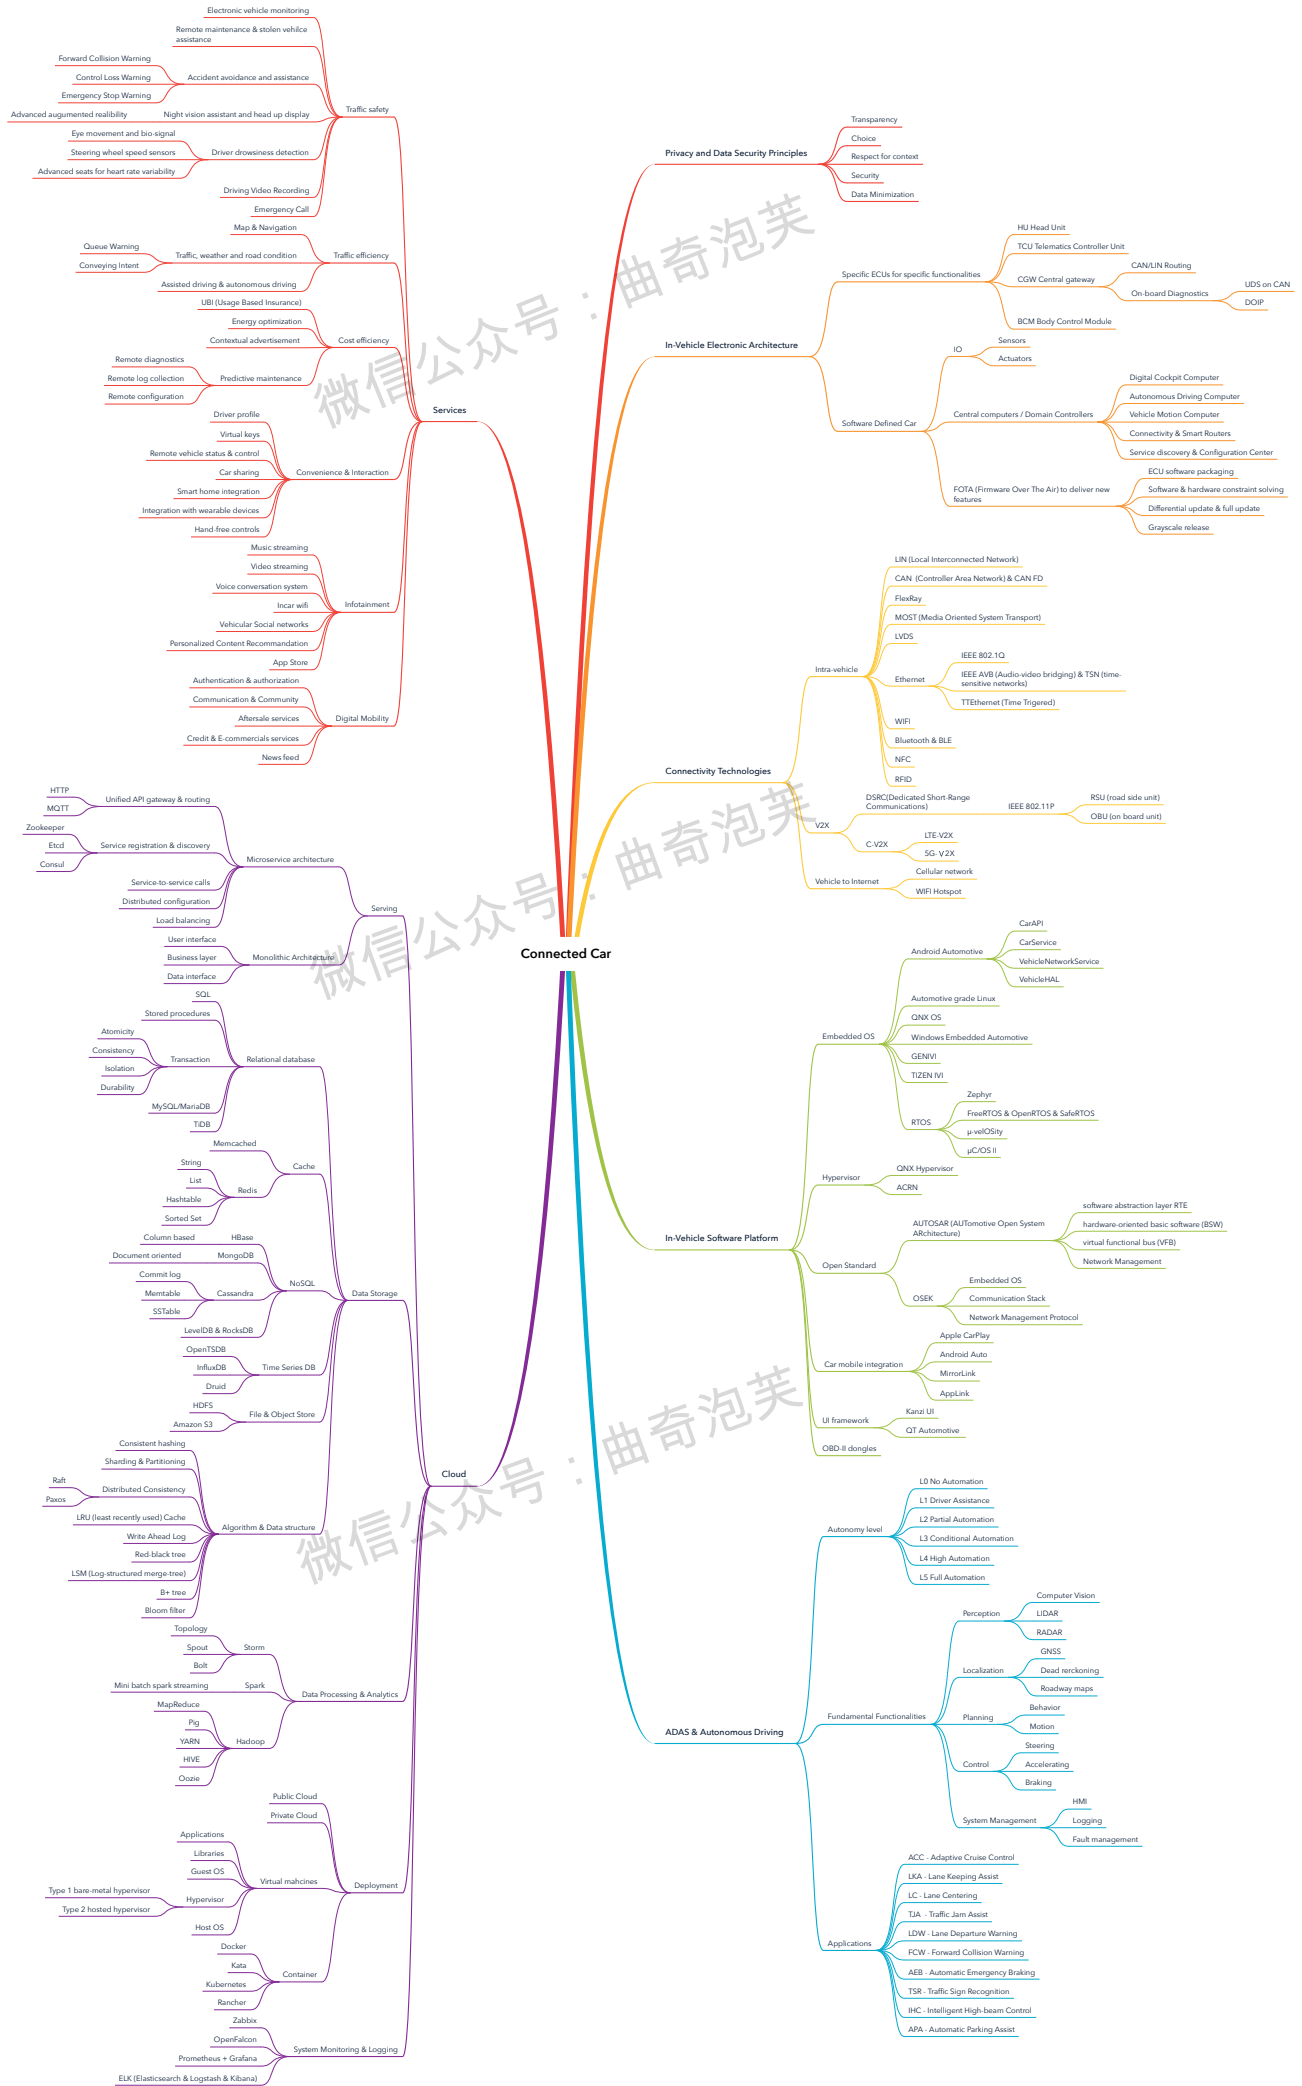 Connected Car
Services
Traffic safety
Electronic vehicle monitoring
Remote maintenance & stolen vehilce
assistance
Accident avoidance and assistance
Forward Collision Warning
Control Loss Warning
Emergency Stop Warning
Night vision assistant and head up display
Advanced augumented realibility
Driver drowsiness detection
Eye movement and bio-signal
Steering wheel speed sensors
Advanced seats for heart rate variability
Driving Video Recording
Emergency Call
Traffic efficiency
Map & Navigation
Traffic, weather and road condition
Queue Warning
Conveying Intent
Assisted driving & autonomous driving
Cost efficiency
UBI (Usage Based Insurance)
Energy optimization
Contextual advertisement
Predictive maintenance
Remote diagnostics
Remote log collection
Remote configuration
Convenience & Interaction
Driver profile
Virtual keys
Remote vehicle status & control
Car sharing
Smart home integration
Integration with wearable devices
Hand-free controls
Infotainment
Music streaming
Video streaming
Voice conversation system
Incar wifi
Vehicular Social networks
Personalized Content Recommandation
App Store
Digital Mobility
Authentication & authorization
Communication & Community
Aftersale services
Credit & E-commercials services
News feed
Cloud
Serving
Microservice architecture
Unified API gateway & routing
HTTP
MQTT
Service registration & discovery
Zookeeper
Etcd
Consul
Service-to-service calls
Distributed configuration
Load balancing
Monolithic Architecture
User interface
Business layer
Data interface
Data Storage
Relational database
SQL
Stored procedures
Transaction
Atomicity
Consistency
Isolation
Durability
MySQL/MariaDB
TiDB
Cache
Memcached
Redis
String
List
Hashtable
Sorted Set
NoSQL
HBase
Column based
MongoDB
Document oriented
Cassandra
Commit log
Memtable
SSTable
LevelDB & RocksDB
Time Series DB
OpenTSDB
InfluxDB
Druid
File & Object Store
HDFS
Amazon S3
Algorithm & Data structure
Consistent hashing
Sharding & Partitioning
Distributed Consistency
Raft
Paxos
LRU (least recently used) Cache
Write Ahead Log
Red-black tree
LSM (Log-structured merge-tree)
B+ tree
Bloom filter
Data Processing & Analytics
Storm
Topology
Spout
Bolt
Spark
Mini batch spark streaming
Hadoop
MapReduce
Pig
YARN
HIVE
Oozie
Deployment
Public Cloud
Private Cloud
Virtual mahcines
Applications
Libraries
Guest OS
Hypervisor
Type 1 bare-metal hypervisor
Type 2 hosted hypervisor
Host OS
Container
Docker
Kata
Kubernetes
Rancher
System Monitoring & Logging
Zabbix
OpenFalcon
Prometheus + Grafana
ELK (Elasticsearch & Logstash & Kibana)
Privacy and Data Security Principles
Transparency
Choice
Respect for context
Security
Data Minimization
In-Vehicle Electronic Architecture
Specific ECUs for specific functionalities
HU Head Unit
TCU Telematics Controller Unit
CGW Central gateway
CAN/LIN Routing
On-board Diagnostics
UDS on CAN
DOIP
BCM Body Control Module
Software Defined Car
IO
Sensors
Actuators
Central computers / Domain Controllers
Digital Cockpit Computer
Autonomous Driving Computer
Vehicle Motion Computer
Connectivity & Smart Routers
Service discovery & Configuration Center
FOTA (Firmware Over The Air) to deliver new
features
ECU software packaging
Software & hardware constraint solving
Differential update & full update
Grayscale release
Connectivity Technologies
Intra-vehicle
LIN (Local Interconnected Network)
CAN (Controller Area Network) & CAN FD
FlexRay
MOST (Media Oriented System Transport)
LVDS
Ethernet
IEEE 802.1Q
IEEE AVB (Audio-video bridging) & TSN (time-
sensitive networks)
TTEthernet (Time Trigered)
WIFI
Bluetooth & BLE
NFC
RFID
V2X
DSRC(Dedicated Short-Range
Communications)
IEEE 802.11P
RSU (road side unit)
OBU (on board unit)
C-V2X
LTE-V2X
5G-V2X
Vehicle to Internet
Cellular network
WIFI Hotspot
In-Vehicle Software Platform
Embedded OS
Android Automotive
CarAPI
CarService
VehicleNetworkService
VehicleHAL
Automotive grade Linux
QNX OS
Windows Embedded Automotive
GENIVI
TIZEN IVI
RTOS
Zephyr
FreeRTOS & OpenRTOS & SafeRTOS
μ-velOSity
μC/OS II
Hypervisor
QNX Hypervisor
ACRN
Open Standard
AUTOSAR (AUTomotive Open System
ARchitecture)
software abstraction layer RTE
hardware-oriented basic software (BSW)
virtual functional bus (VFB)
Network Management
OSEK
Embedded OS
Communication Stack
Network Management Protocol
Car mobile integration
Apple CarPlay
Android Auto
MirrorLink
AppLink
UI framework
Kanzi UI
QT Automotive
OBD-II dongles
ADAS & Autonomous Driving
Autonomy level
L0 No Automation
L1 Driver Assistance
L2 Partial Automation
L3 Conditional Automation
L4 High Automation
L5 Full Automation
Fundamental Functionalities
Perception
Computer Vision
LIDAR
RADAR
Localization
GNSS
Dead rerckoning
Roadway maps
Planning
Behavior
Motion
Control
Steering
Accelerating
Braking
System Management
HMI
Logging
Fault management
Applications
ACC - Adaptive Cruise Control
LKA - Lane Keeping Assist
LC - Lane Centering
TJA - Traffic Jam Assist
LDW - Lane Departure Warning
FCW - Forward Collision Warning
AEB - Automatic Emergency Braking
TSR - Traffic Sign Recognition
IHC - Intelligent High-beam Control
APA - Automatic Parking Assist
微信公众号：曲奇泡芙
微信公众号：曲奇泡芙
微信公众号：曲奇泡芙